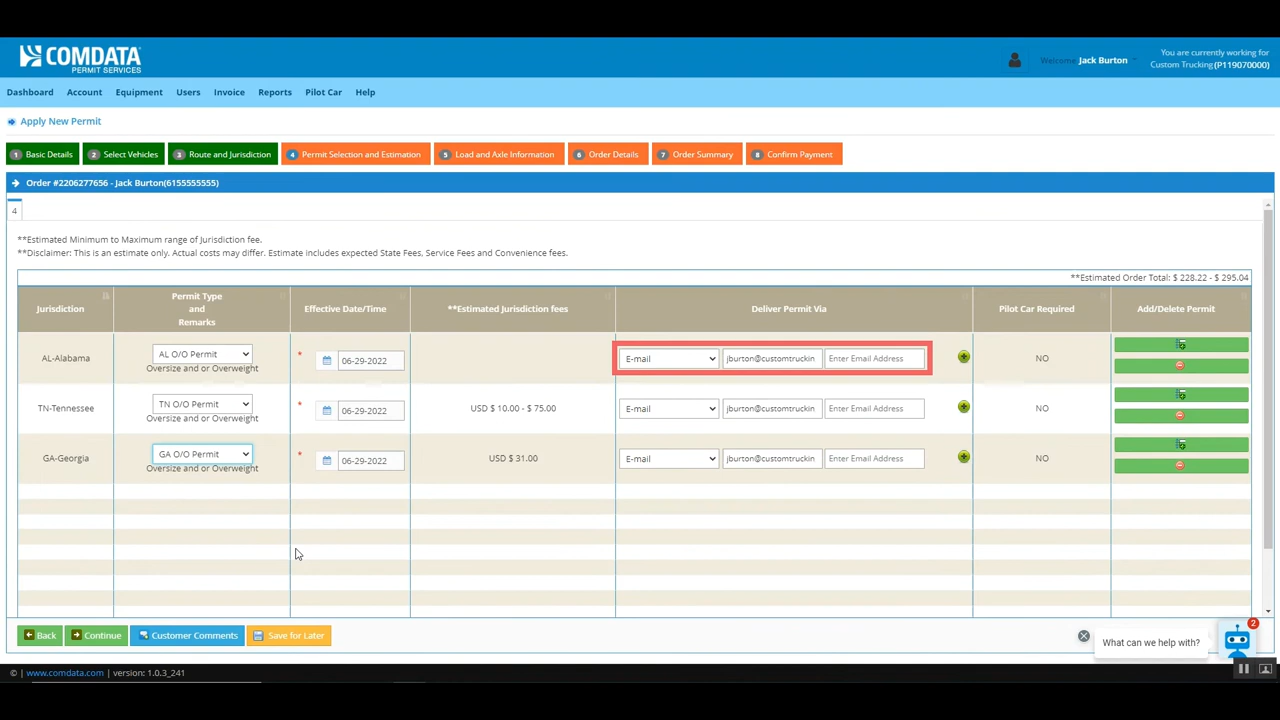 COMDATA
PERMIT SERVICES
Welcome Jack Burton
You are currently working for
Custom Trucking (P119070000)
Dashboard Account Equipment Users Invoice Reports Pilot Car Help
Apply New Permit
1 Basic Details 2 Select Vehicles 3 Route and Jurisdiction 4 Permit Selection and Estimation 5 Load and Axle Information 6 Order Details 7 Order Summary 8 Confirm Payment
Order #2206277656 - Jack Burton(6155555555)
4
**Estimated Minimum to Maximum range of Jurisdiction fee.
**Disclaimer: This is an estimate only. Actual costs may differ. Estimate includes expected State Fees, Service Fees and Convenience fees.
**Estimated Order Total: $ 228.22 - $ 295.04
Jurisdiction Permit Type and Remarks Effective Date/Time **Estimated Jurisdiction fees Deliver Permit Via Pilot Car Required Add/Delete Permit
AL-Alabama AL O/O Permit * 06-29-2022 E-mail jburton@customtruckin Enter Email Address NO
Oversize and or Overweight
TN-Tennessee TN O/O Permit * 06-29-2022 USD $ 10.00 - $ 75.00 E-mail jburton@customtruckin Enter Email Address NO
Oversize and or Overweight
GA-Georgia GA O/O Permit * 06-29-2022 USD $ 31.00 E-mail jburton@customtruckin Enter Email Address NO
Oversize and or Overweight
Back Continue Customer Comments Save for Later
What can we help with?
2
© | www.comdata.com | version: 1.0.3_241